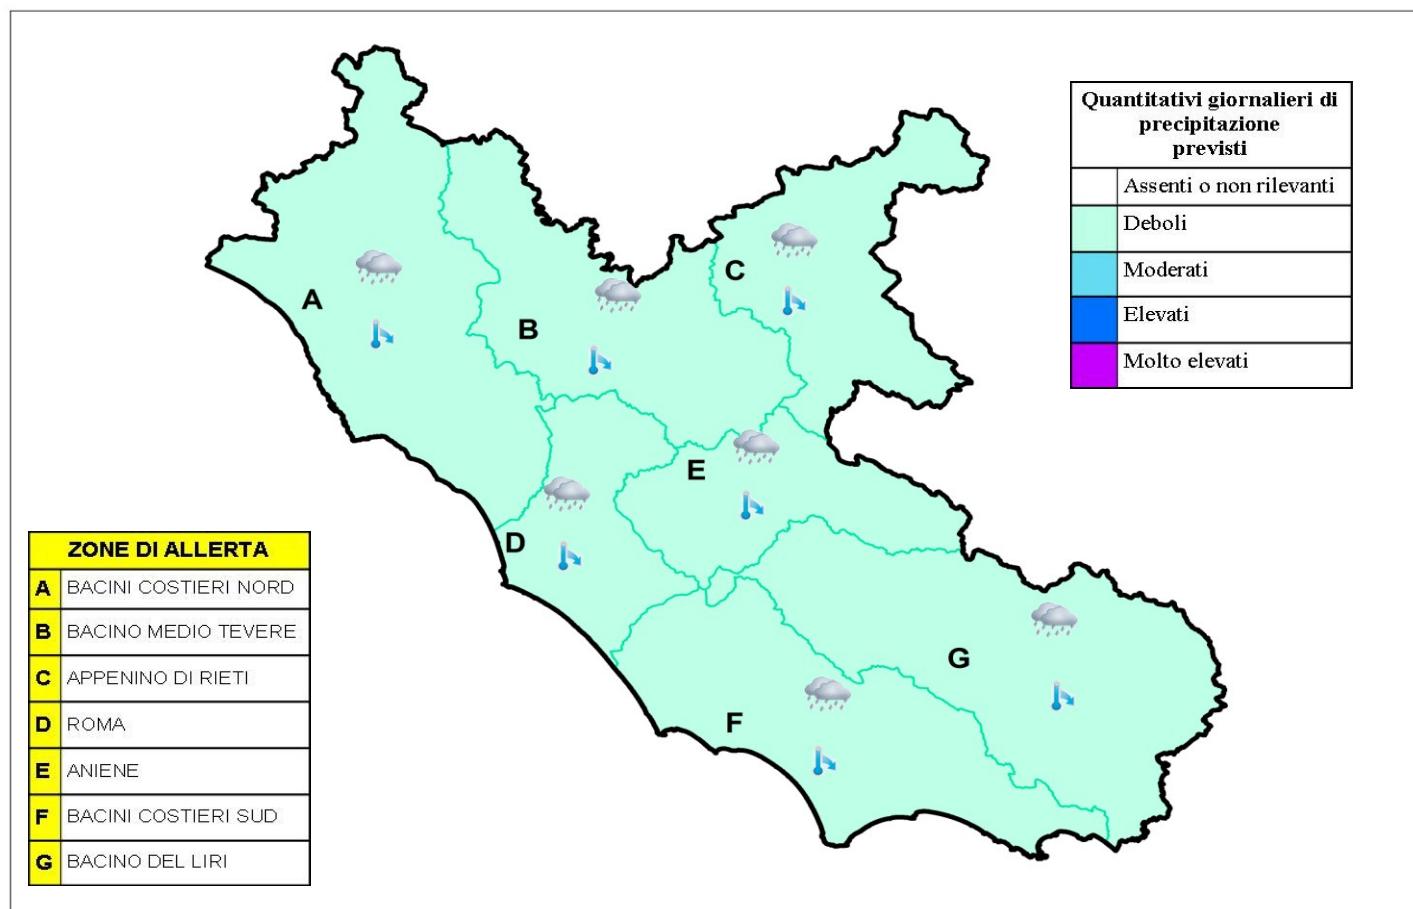 Quantitativi giornalieri di
precipitazione
previsti
Assenti o non rilevanti
Deboli
Moderati
Elevati
Molto elevati
A
B
C
D
E
F
G
ZONE DI ALLERTA
A BACINI COSTIERI NORD
B BACINO MEDIO TEVERE
C APPENINO DI RIETI
D ROMA
E ANIENE
F BACINI COSTIERI SUD
G BACINO DEL LIRI